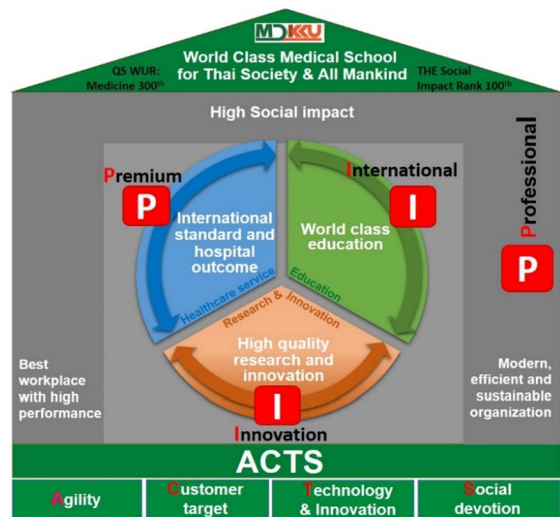 MDKKU
World Class Medical School
for Thai Society & All Mankind
QS WUR:
Medicine 300th
THE Social
Impact Rank 100th
High Social impact
Premium
P
International
I
Professional
P
International
standard and
hospital
outcome
Healthcare service
World class
education
Education
Research & Innovation
High quality
research and
innovation
I
Innovation
Best
workplace
with high
performance
Modern,
efficient and
sustainable
organization
ACTS
Agility
Customer
target
Technology
& Innovation
Social
devotion